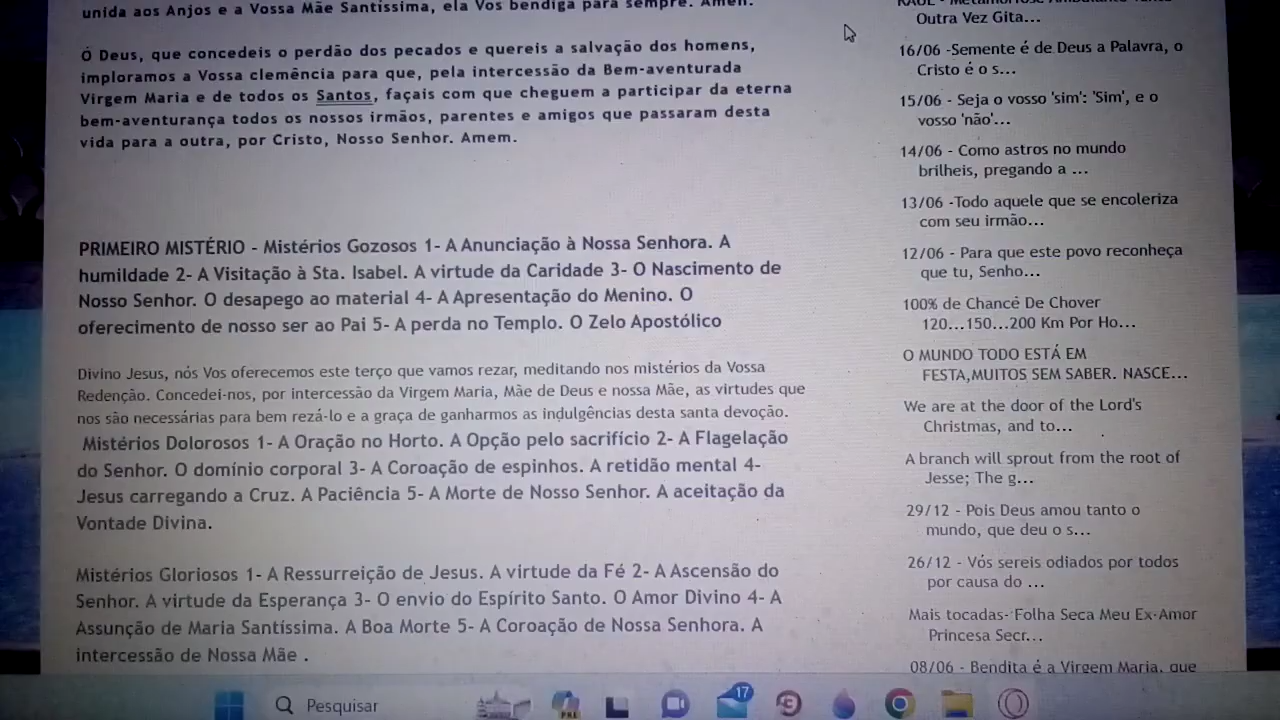 unida aos Anjos e a Vossa Mãe Santíssima, ela Vos bendiga para sempre. Amen.
Ó Deus, que concedeis o perdão dos pecados e quereis a salvação dos homens,
imploramos a Vossa clemência para que, pela intercessão da Bem-aventurada
Virgem Maria e de todos os Santos, façais com que cheguem a participar da eterna
bem-aventurança todos os nossos irmãos, parentes e amigos que passaram desta
vida para a outra, por Cristo, Nosso Senhor. Amem.
PRIMEIRO MISTÉRIO - Mistérios Gozosos 1- A Anunciação à Nossa Senhora. A
humildade 2- A Visitação à Sta. Isabel. A virtude da Caridade 3- O Nascimento de
Nosso Senhor. O desapego ao material 4- A Apresentação do Menino. O
oferecimento de nosso ser ao Pai 5- A perda no Templo. O Zelo Apostólico
Divino Jesus, nós Vos oferecemos este terço que vamos rezar, meditando nos mistérios da Vossa
Redenção. Concedei-nos, por intercessão da Virgem Maria, Mãe de Deus e nossa Mãe, as virtudes que
nos são necessárias para bem rezá-lo e a graça de ganharmos as indulgências desta santa devoção.
Mistérios Dolorosos 1- A Oração no Horto. A Opção pelo sacrifício 2- A Flagelação
do Senhor. O domínio corporal 3- A Coroação de espinhos. A retidão mental 4-
Jesus carregando a Cruz. A Paciência 5- A Morte de Nosso Senhor. A aceitação da
Vontade Divina.
Mistérios Gloriosos 1- A Ressurreição de Jesus. A virtude da Fé 2- A Ascensão do
Senhor. A virtude da Esperança 3- O envio do Espírito Santo. O Amor Divino 4- A
Assunção de Maria Santíssima. A Boa Morte 5- A Coroação de Nossa Senhora. A
intercessão de Nossa Mãe .
Outra Vez Gita...
16/06 -Semente é de Deus a Palavra, o
Cristo é o s...
15/06 - Seja o vosso 'sim': 'Sim', e o
vosso 'não'...
14/06 - Como astros no mundo
brilheis, pregando a ...
13/06 -Todo aquele que se encoleriza
com seu irmão...
12/06 - Para que este povo reconheça
que tu, Senho...
100% de Chance De Chover
120...150...200 Km Por Ho...
O MUNDO TODO ESTÁ EM
FESTA,MUITOS SEM SABER. NASCE...
We are at the door of the Lord's
Christmas, and to...
A branch will sprout from the root of
Jesse; The g...
29/12 - Pois Deus amou tanto o
mundo, que deu o s...
26/12 - Vós sereis odiados por todos
por causa do ...
Mais tocadas- Folha Seca Meu Ex-Amor
Princesa Secr...
08/06 - Bendita é a Virgem Maria, que
Pesquisar
PRE
17